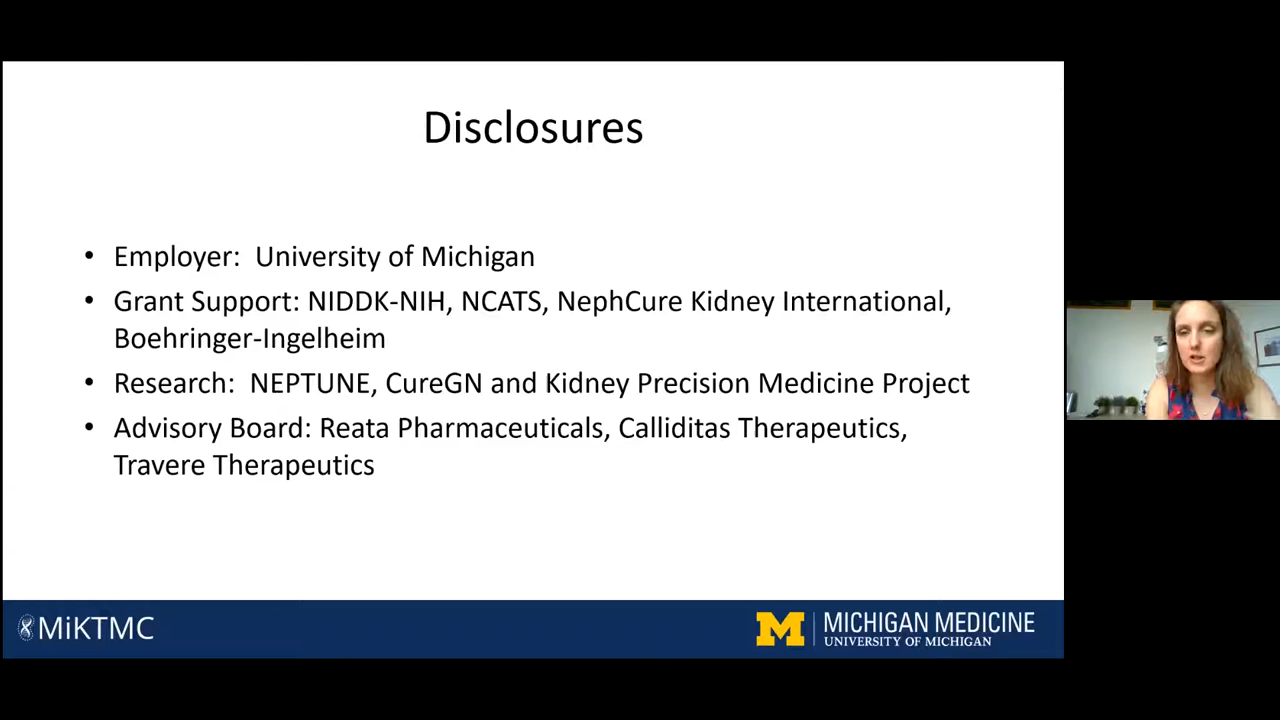 Disclosures
• Employer:  University of Michigan
• Grant Support: NIDDK-NIH, NCATS, NephCure Kidney International,
Boehringer-Ingelheim
• Research:  NEPTUNE, CureGN and Kidney Precision Medicine Project
• Advisory Board: Reata Pharmaceuticals, Calliditas Therapeutics,
Travere Therapeutics
MiKTMC
M MICHIGAN MEDICINE
UNIVERSITY OF MICHIGAN